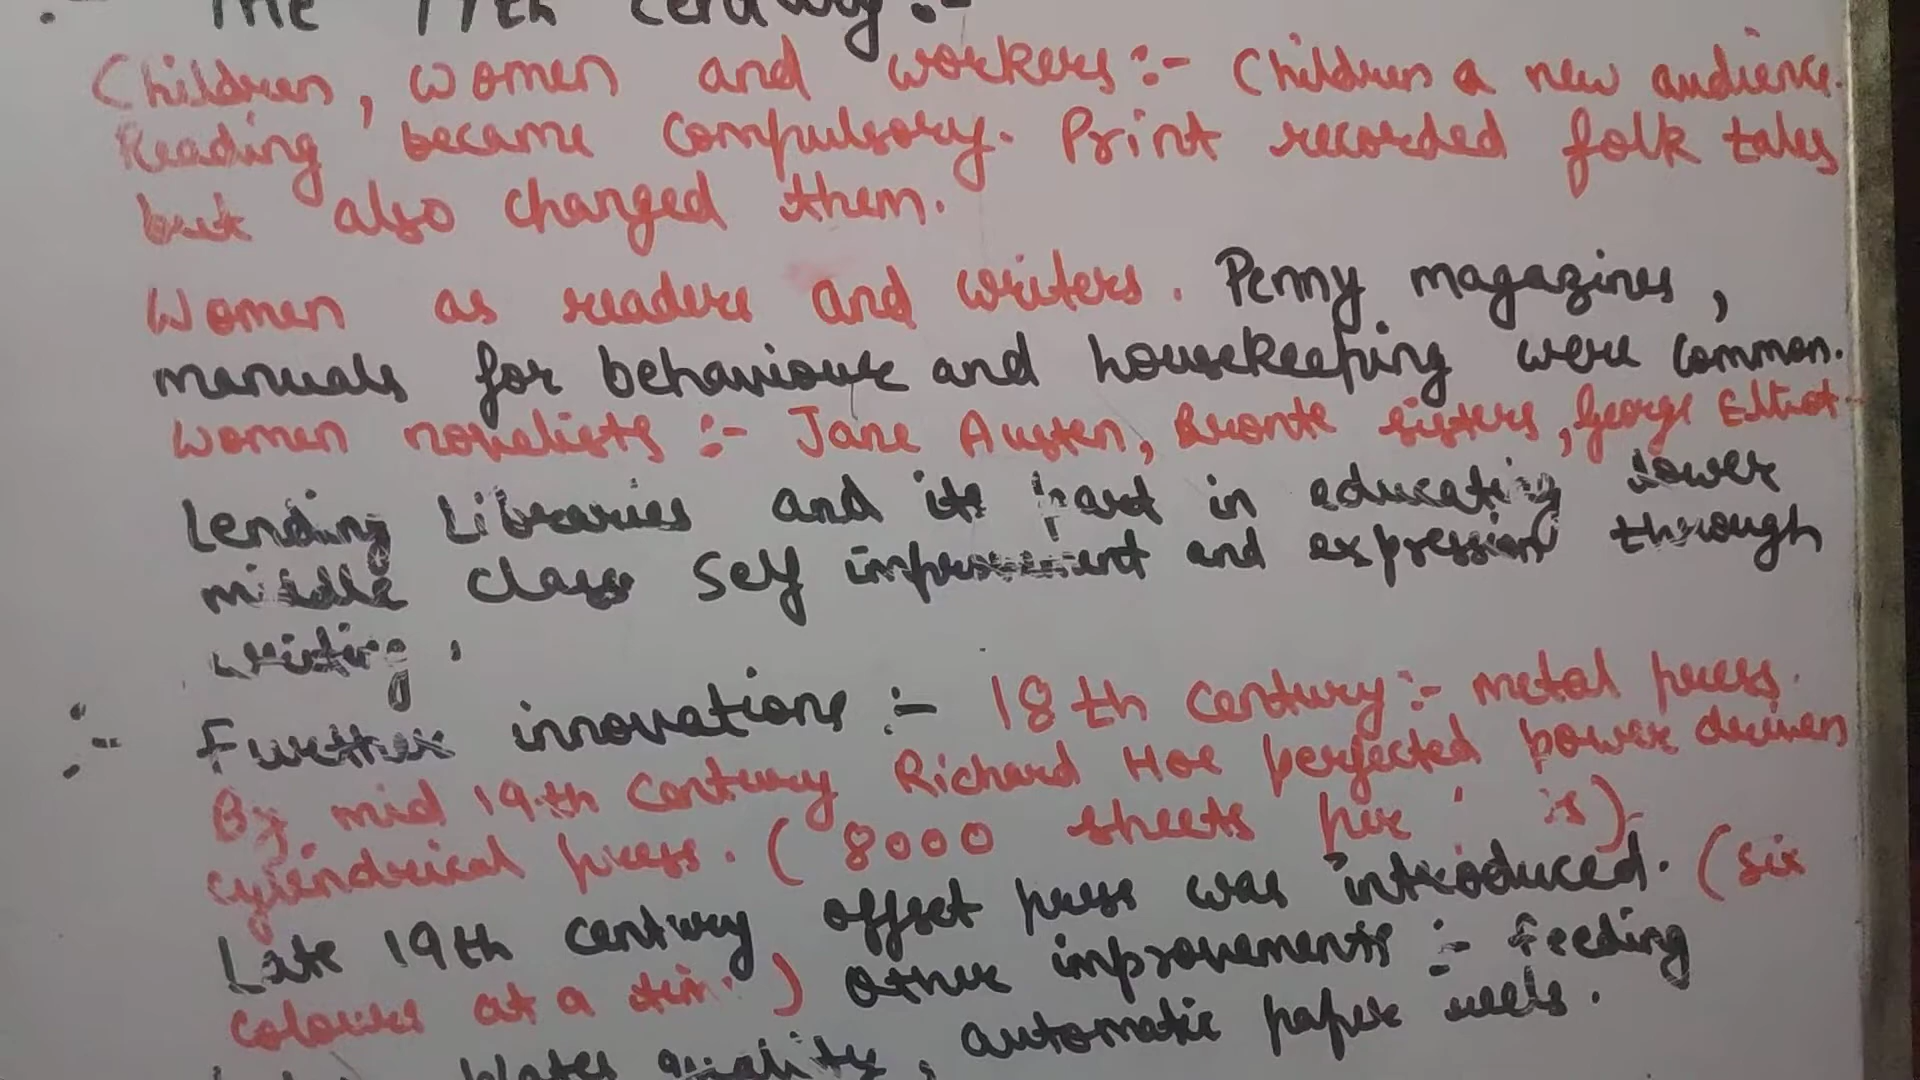 The 19th century :-
Children, women and workers :- Children a new audience.
Reading became compulsory. Print recorded folk tales
but also changed them.
Women as readers and writers. Penny magazines,
manuals for behaviour and housekeeping were common.
Women novelists :- Jane Austen, Bronte sisters, George Elliot.
Lending Libraries and its part in educating lower
middle class Self improvement and expression through
writing.
:- Further innovations :- 18th century :- metal press.
By mid 19th century Richard Hoe perfected power driven
cylindrical press. (8000 sheets per
Late 19th century offset press was introduced. (six
colours at a time) other improvements :- feeding
plates quality, automatic paper reels.